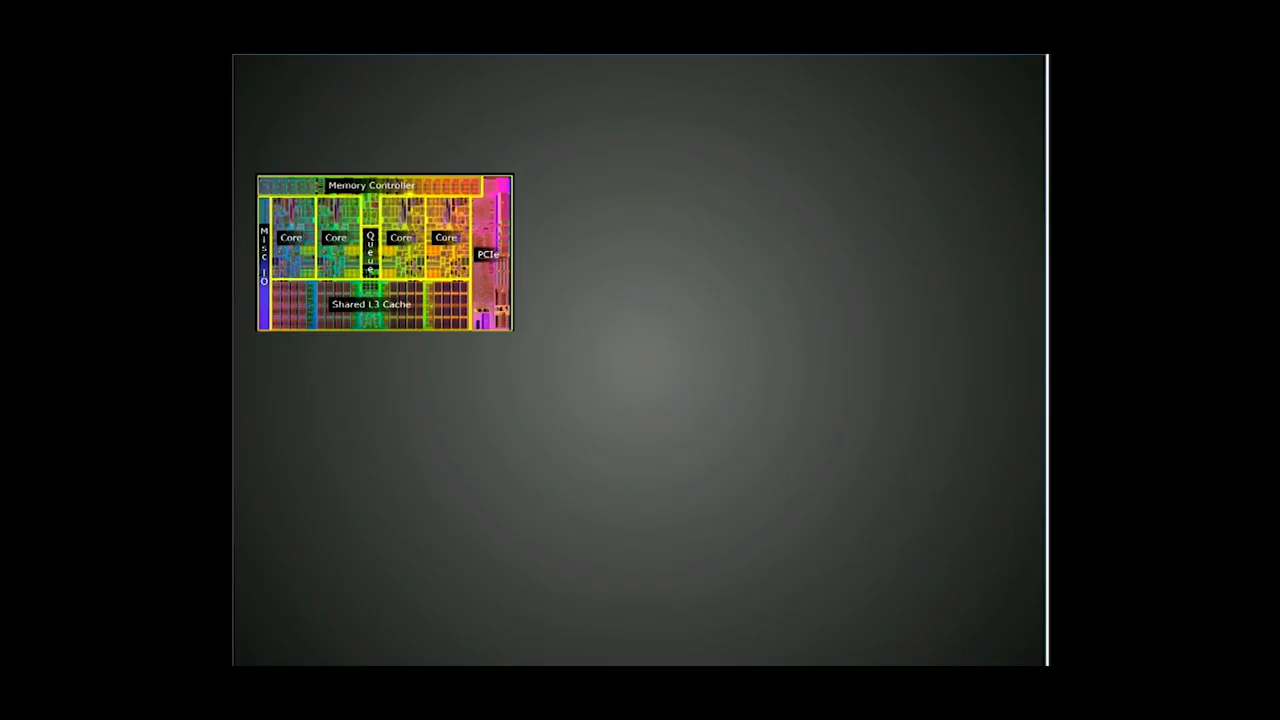 Memory Controller
Misc IO
Core
Core
Queue
Core
Core
PCIe
Shared L3 Cache